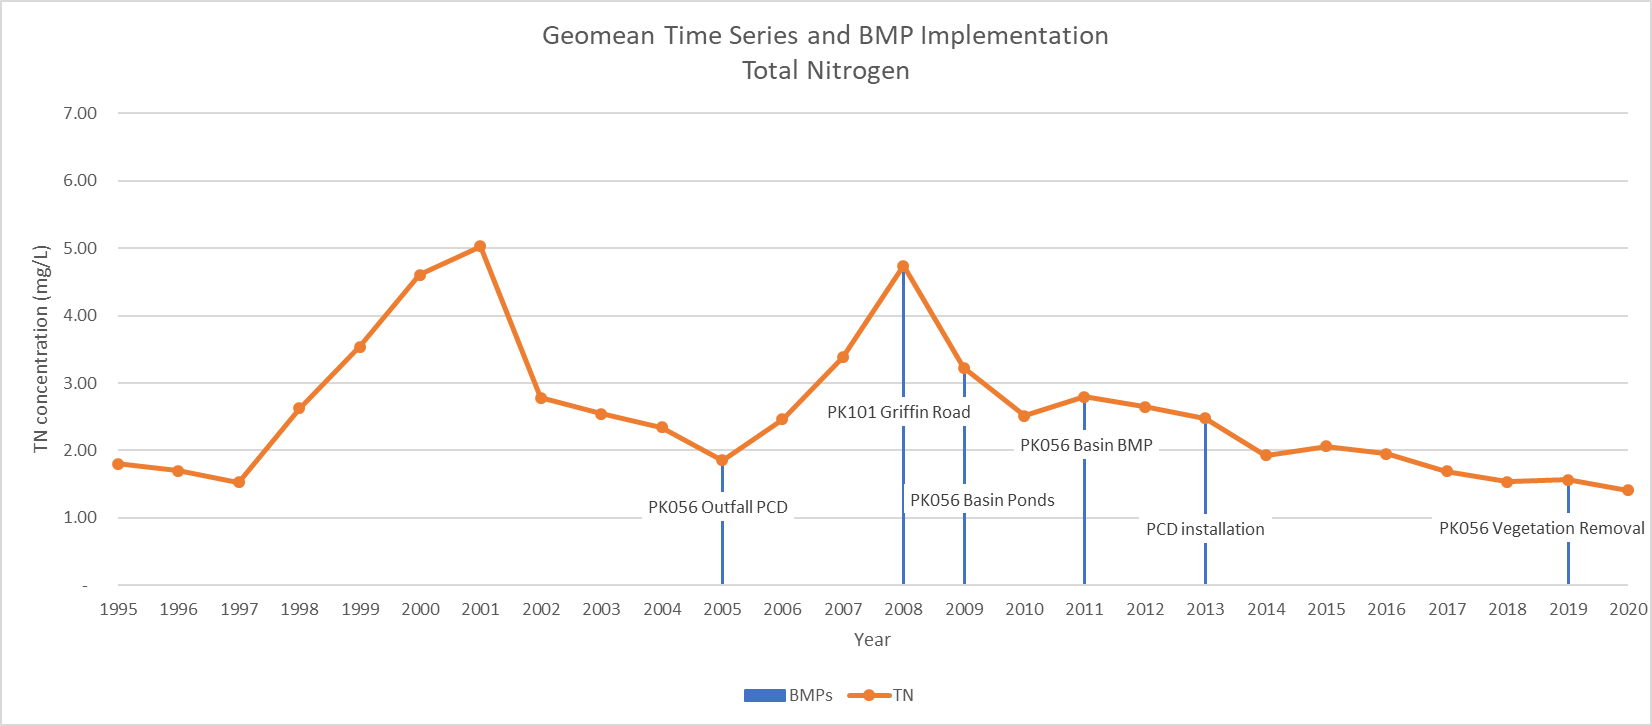 Geomean Time Series and BMP Implementation
Total Nitrogen
TN concentration (mg/L)
7.00
6.00
5.00
4.00
3.00
2.00
1.00
-
PK056 Outfall PCD
PK101 Griffin Road
PK056 Basin Ponds
PK056 Basin BMP
PCD installation
PK056 Vegetation Removal
1995 1996 1997 1998 1999 2000 2001 2002 2003 2004 2005 2006 2007 2008 2009 2010 2011 2012 2013 2014 2015 2016 2017 2018 2019 2020
Year
BMPs TN